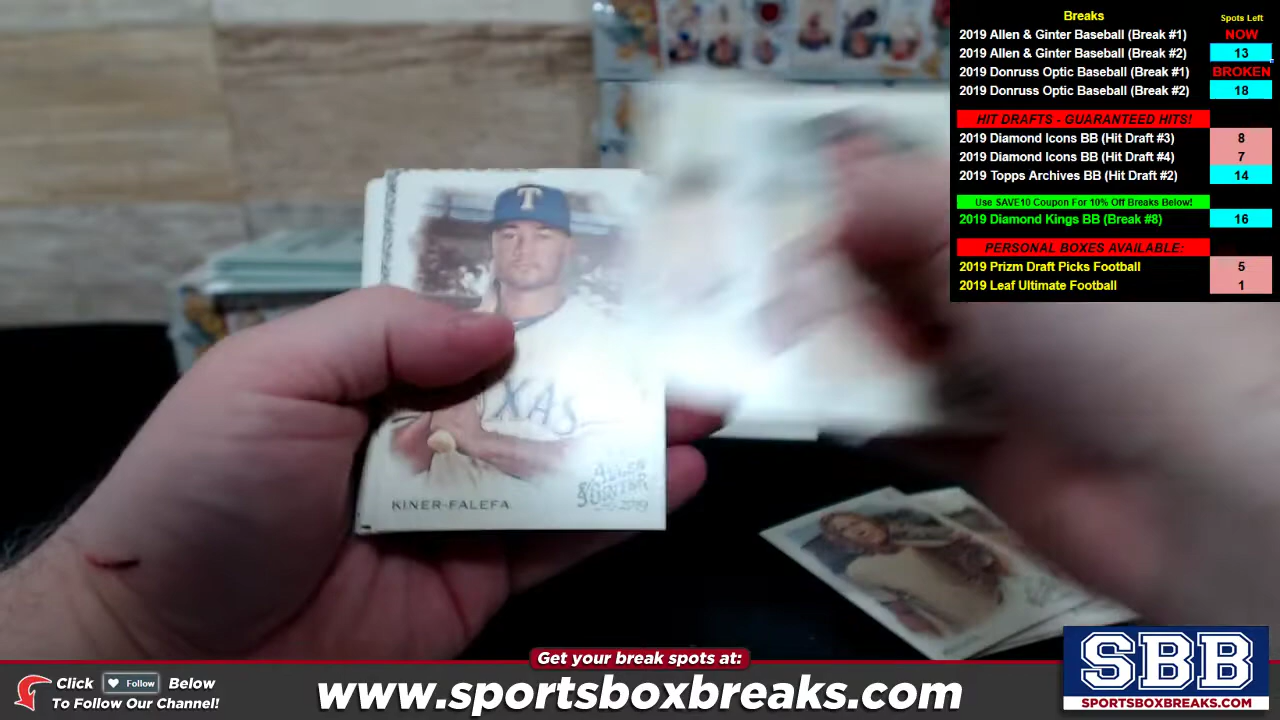 Breaks
Spots Left
2019 Allen & Ginter Baseball (Break #1) NOW
2019 Allen & Ginter Baseball (Break #2) 13
2019 Donruss Optic Baseball (Break #1) BROKEN
2019 Donruss Optic Baseball (Break #2) 18
HIT DRAFTS - GUARANTEED HITS!
2019 Diamond Icons BB (Hit Draft #3) 8
2019 Diamond Icons BB (Hit Draft #4) 7
2019 Topps Archives BB (Hit Draft #2) 14
Use SAVE10 Coupon For 10% Off Breaks Below!
2019 Diamond Kings BB (Break #8) 16
PERSONAL BOXES AVAILABLE:
2019 Prizm Draft Picks Football 5
2019 Leaf Ultimate Football 1
T
XAS
ALLEN
& GINTER
2019
KINER-FALEFA
Get your break spots at:
www.sportsboxbreaks.com
Click Follow Below
To Follow Our Channel!
SBB
SPORTSBOXBREAKS.COM